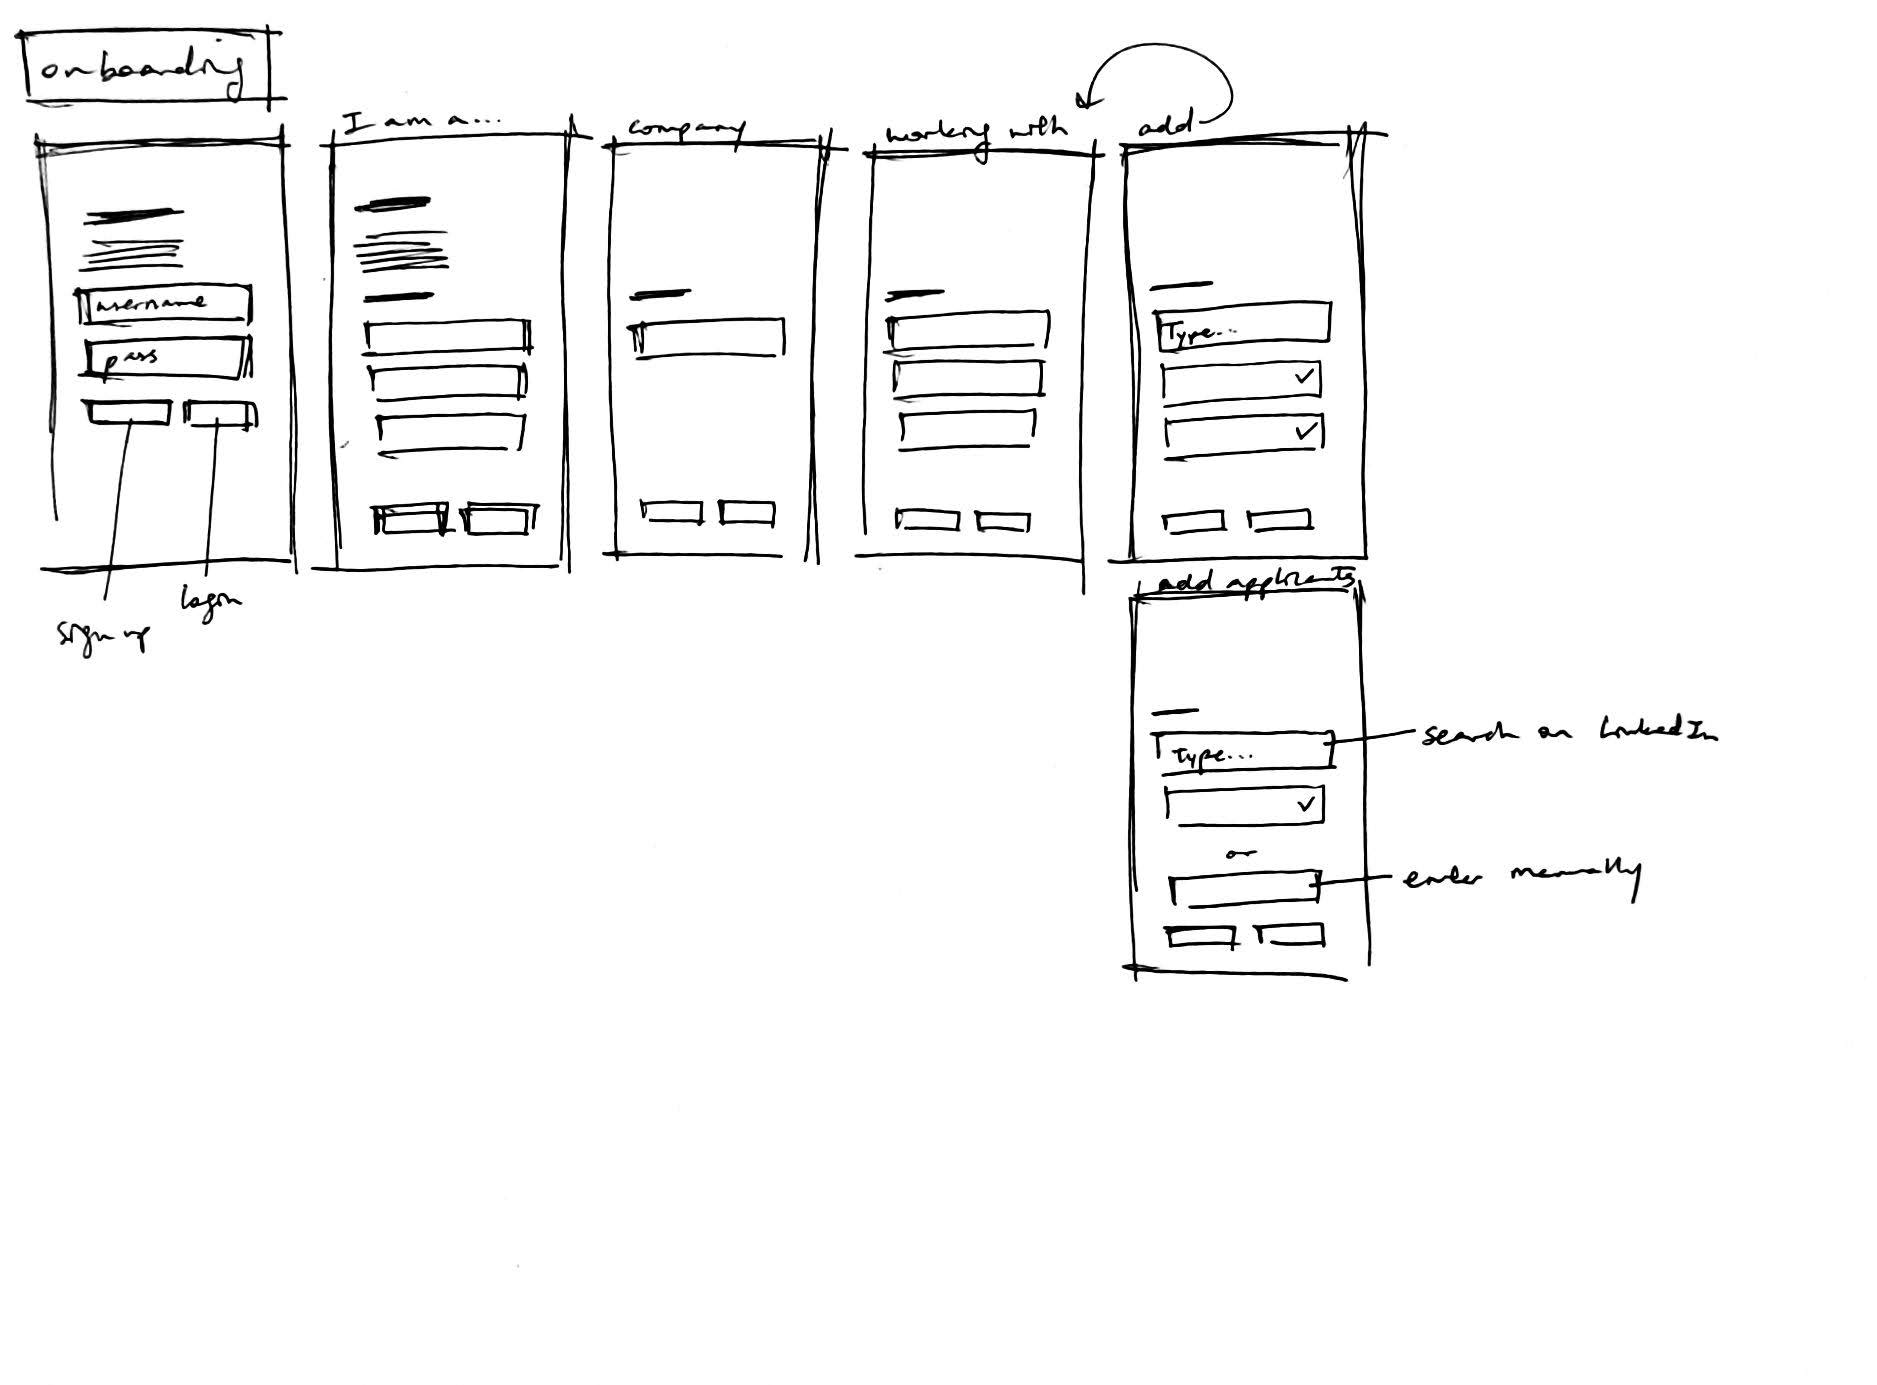 onboarding
I am a...
company
working with
add
username
pass
Type...
login
sign up
add applicants
Type...
search on LinkedIn
or
enter manually